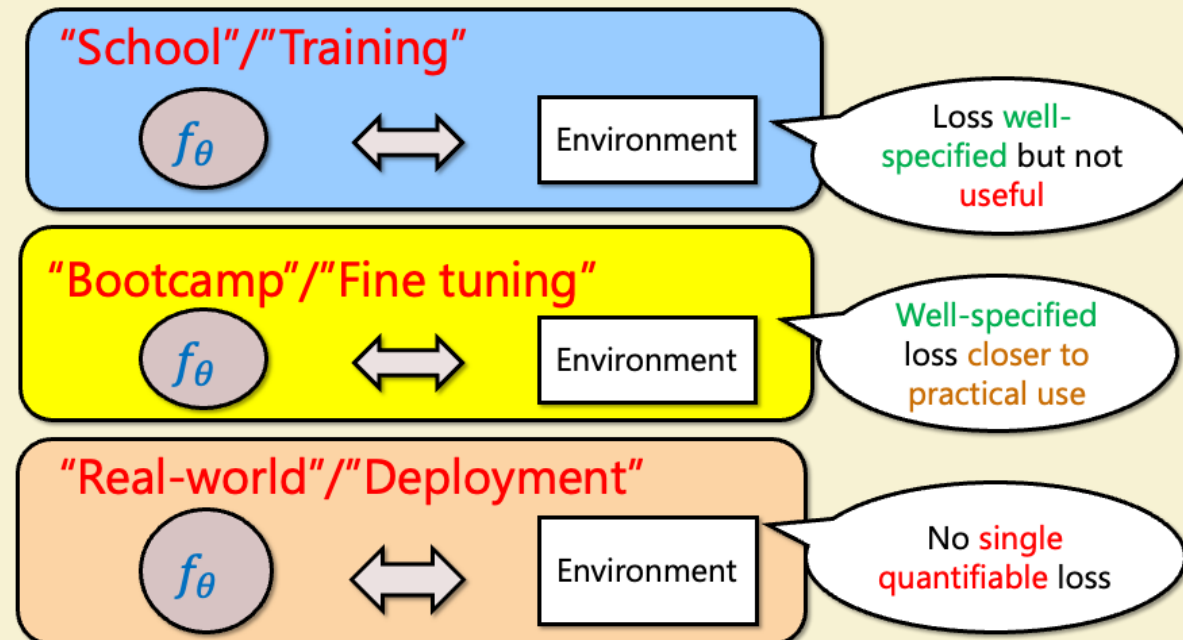 “School”/”Training”
fθ
Environment
Loss well-
specified but not
useful
“Bootcamp”/”Fine tuning”
fθ
Environment
Well-specified
loss closer to
practical use
“Real-world”/”Deployment”
fθ
Environment
No single
quantifiable loss